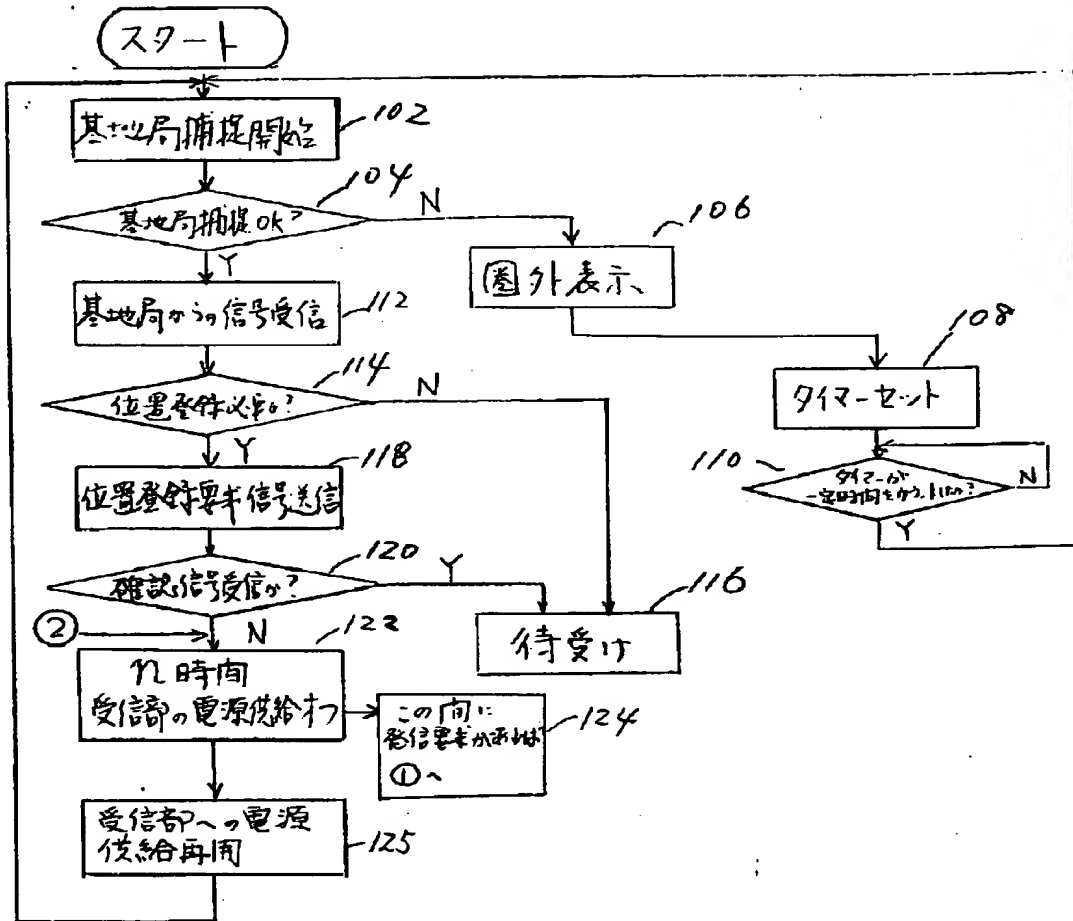 スタート
基地局捕捉開始
102
基地局捕捉OK?
104
N
Y
圏外表示
106
基地局からの信号受信
112
タイマーセット
108
位置登録必要か?
114
N
Y
タイマーが
一定時間をカウントしたか?
110
N
Y
位置登録要求信号送信
118
確認信号受信か?
120
Y
N
待受け
116
②
n時間
受信部の電源供給オフ
122
この間に
発信要求があれば
①へ
124
受信部への電源
供給再開
125